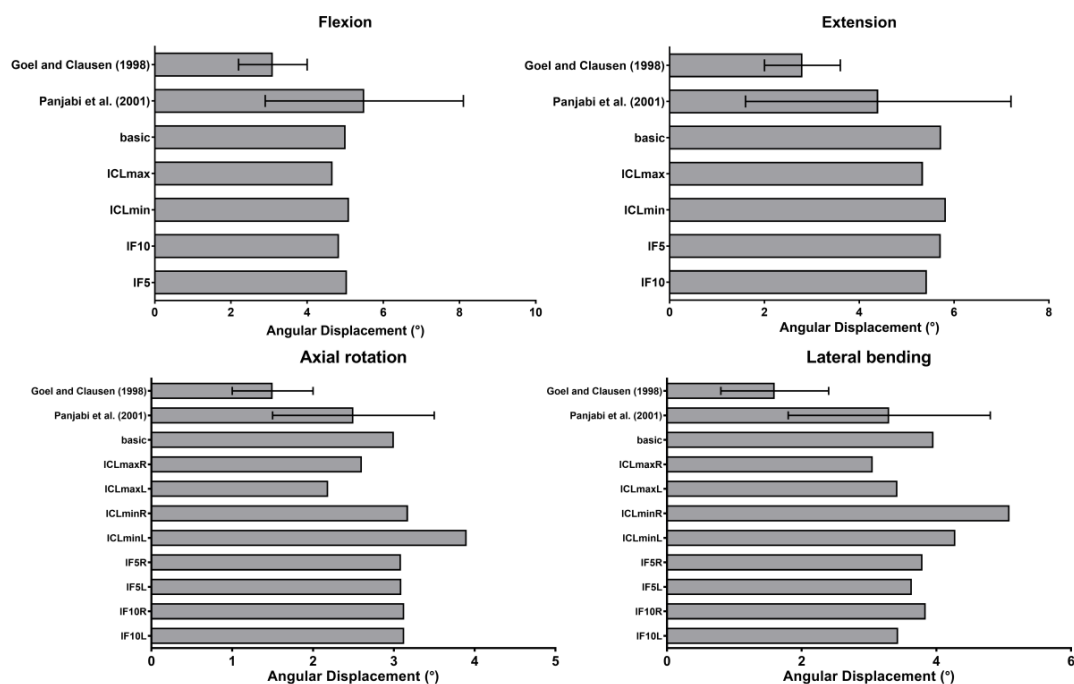 Flexion
Goel and Clausen (1998)
Panjabi et al. (2001)
basic
ICLmax
ICLmin
IF10
IF5
0 2 4 6 8 10
Angular Displacement (°)
Extension
Goel and Clausen (1998)
Panjabi et al. (2001)
basic
ICLmax
ICLmin
IF5
IF10
0 2 4 6 8
Angular Displacement (°)
Axial rotation
Goel and Clausen (1998)
Panjabi et al. (2001)
basic
ICLmaxR
ICLmaxL
ICLminR
ICLminL
IF5R
IF5L
IF10R
IF10L
0 1 2 3 4 5
Angular Displacement (°)
Lateral bending
Goel and Clausen (1998)
Panjabi et al. (2001)
basic
ICLmaxR
ICLmaxL
ICLminR
ICLminL
IF5R
IF5L
IF10R
IF10L
0 2 4 6
Angular Displacement (°)